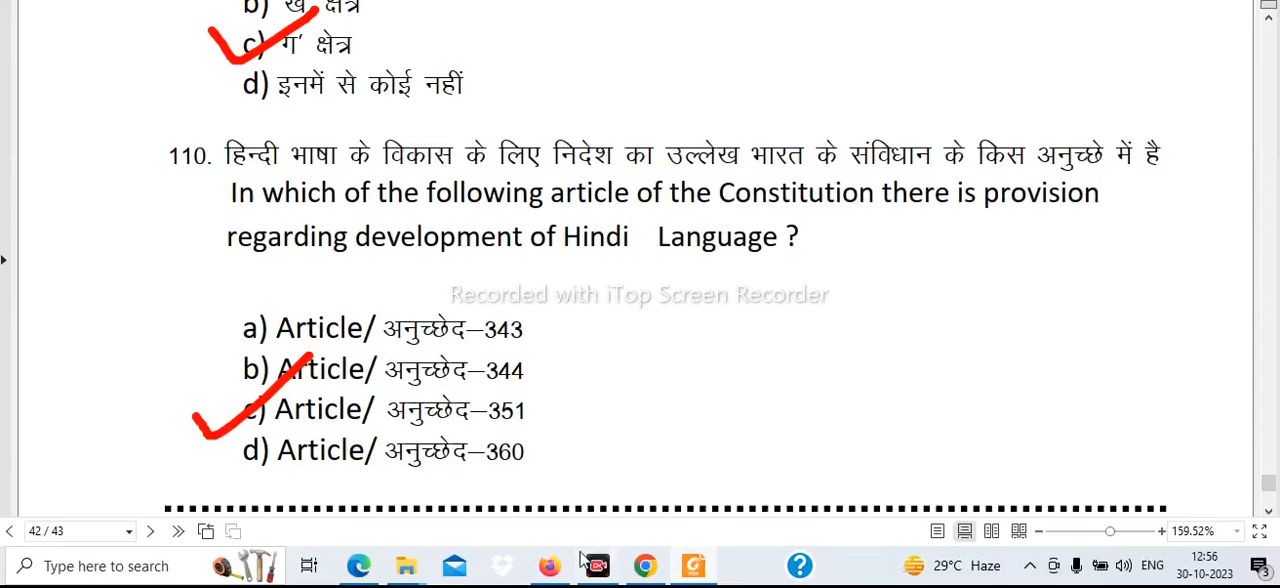 b) ख' क्षेत्र
c) ग' क्षेत्र
d) इनमें से कोई नहीं
110. हिन्दी भाषा के विकास के लिए निदेश का उल्लेख भारत के संविधान के किस अनुच्छे में है
In which of the following article of the Constitution there is provision
regarding development of Hindi Language ?
Recorded with iTop Screen Recorder
a) Article/ अनुच्छेद–343
b) Article/ अनुच्छेद–344
c) Article/ अनुच्छेद–351
d) Article/ अनुच्छेद–360
42 / 43
159.52%
Type here to search
29°C Haze
ENG
12:56
30-10-2023
3